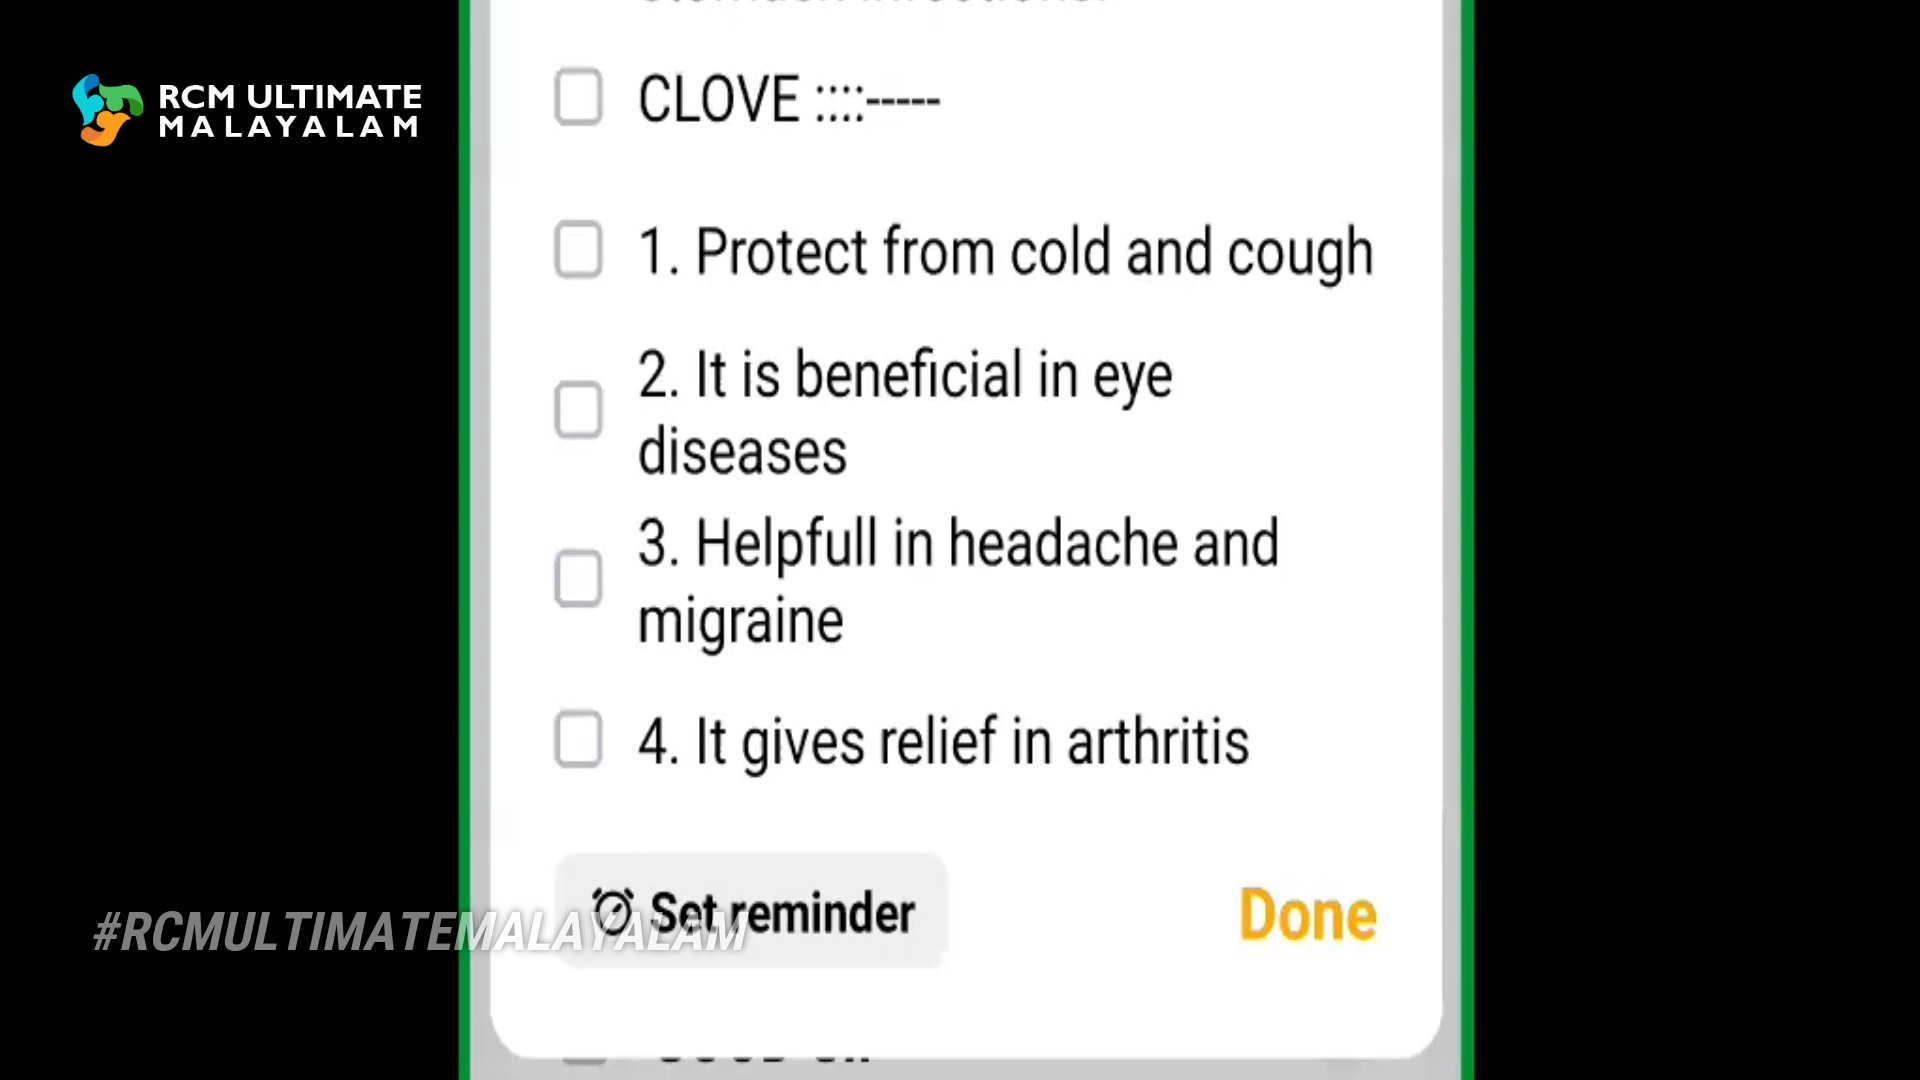 RCM ULTIMATE
MALAYALAM
CLOVE ::::-----
1. Protect from cold and cough
2. It is beneficial in eye
diseases
3. Helpfull in headache and
migraine
4. It gives relief in arthritis
Set reminder
Done
#RCMULTIMATEMALAYALAM